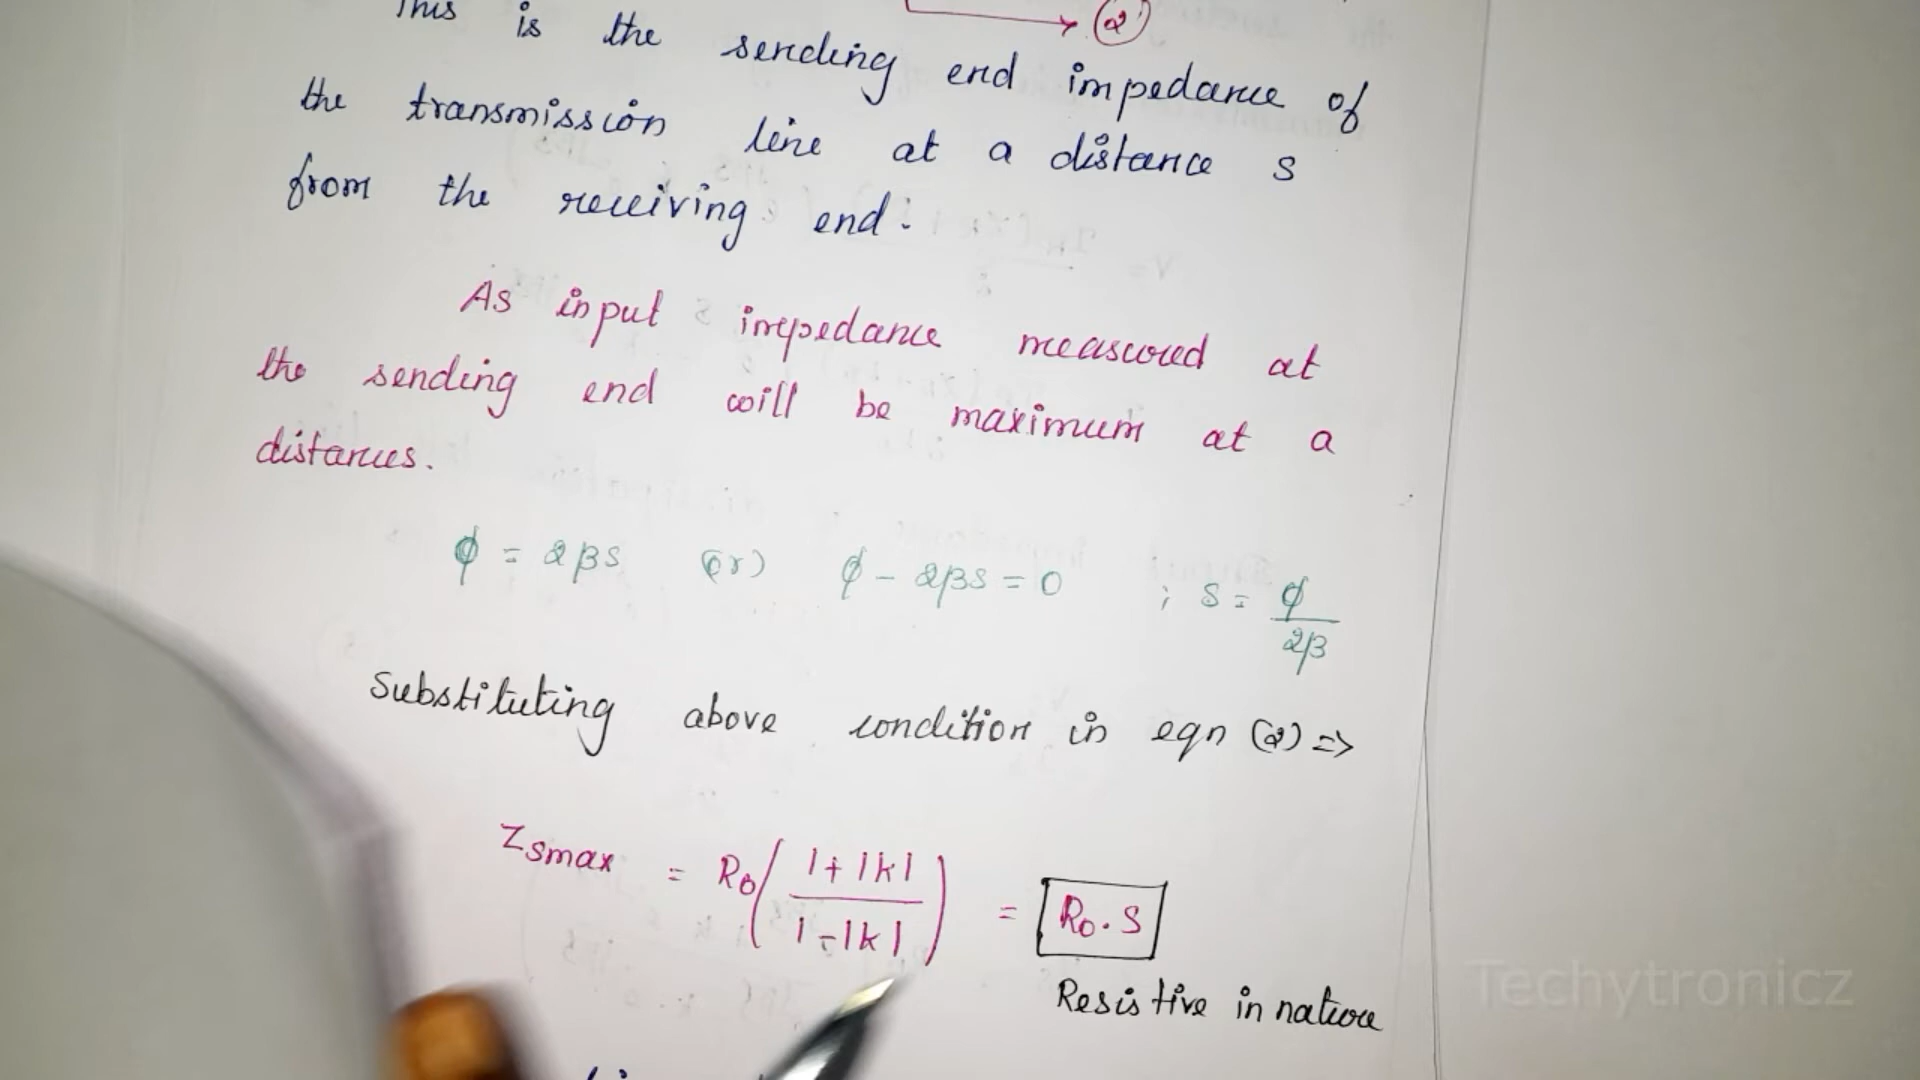 This is the sending end impedance of
the transmission line at a distance s
from the receiving end.
As input impedance measured at
the sending end will be maximum at a
distances.
ϕ = 2βs (or) ϕ - 2βs = 0 ; s = ϕ/2β
Substituting above condition in eqn (2) =>
Zsmax = R0 (1+|k| / 1-|k|) = R0.S
Resistive in nature
(2)
Techytronicz